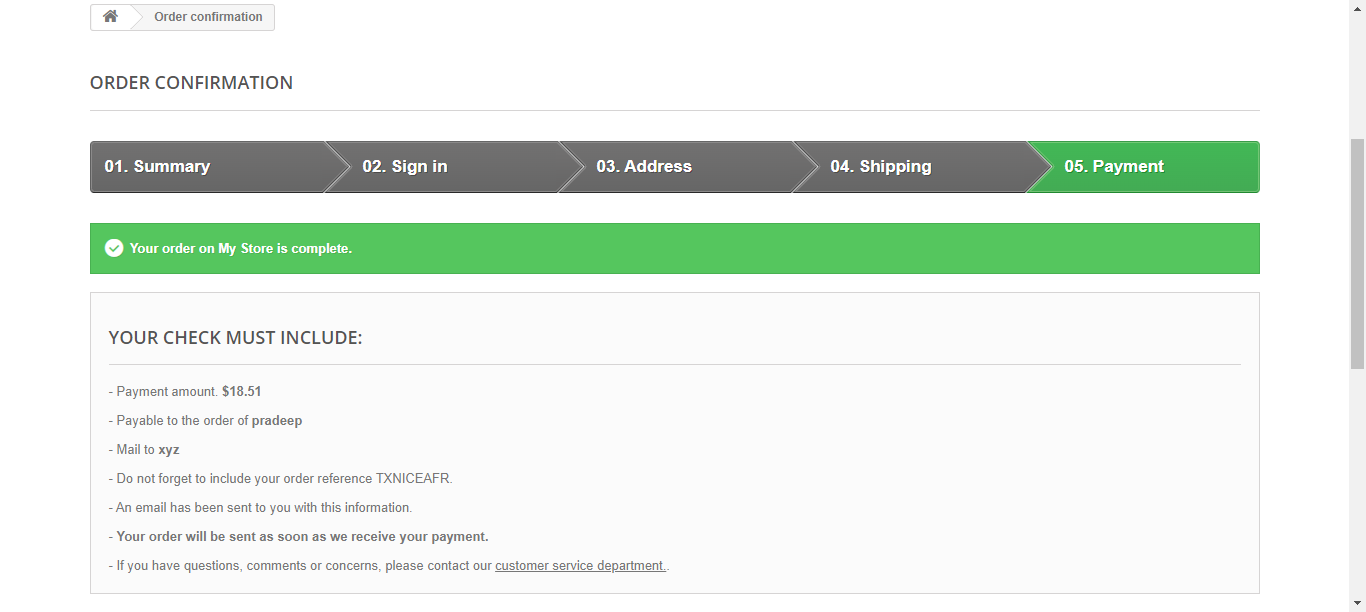 Order confirmation
ORDER CONFIRMATION
01. Summary 02. Sign in 03. Address 04. Shipping 05. Payment
Your order on My Store is complete.
YOUR CHECK MUST INCLUDE:
- Payment amount. $18.51
- Payable to the order of pradeep
- Mail to xyz
- Do not forget to include your order reference TXNICEAFR.
- An email has been sent to you with this information.
- Your order will be sent as soon as we receive your payment.
- If you have questions, comments or concerns, please contact our customer service department..